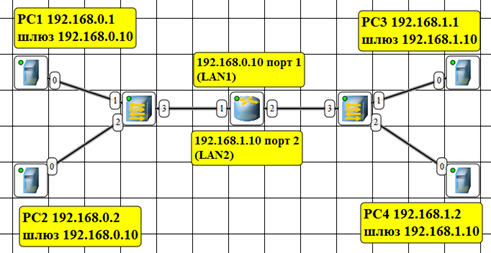 PC1 192.168.0.1
шлюз 192.168.0.10
PC3 192.168.1.1
шлюз 192.168.1.10
192.168.0.10 порт 1
(LAN1)
0
0
1
3
1
2
3
1
2
2
0
0
192.168.1.10 порт 2
(LAN2)
PC2 192.168.0.2
шлюз 192.168.0.10
PC4 192.168.1.2
шлюз 192.168.1.10